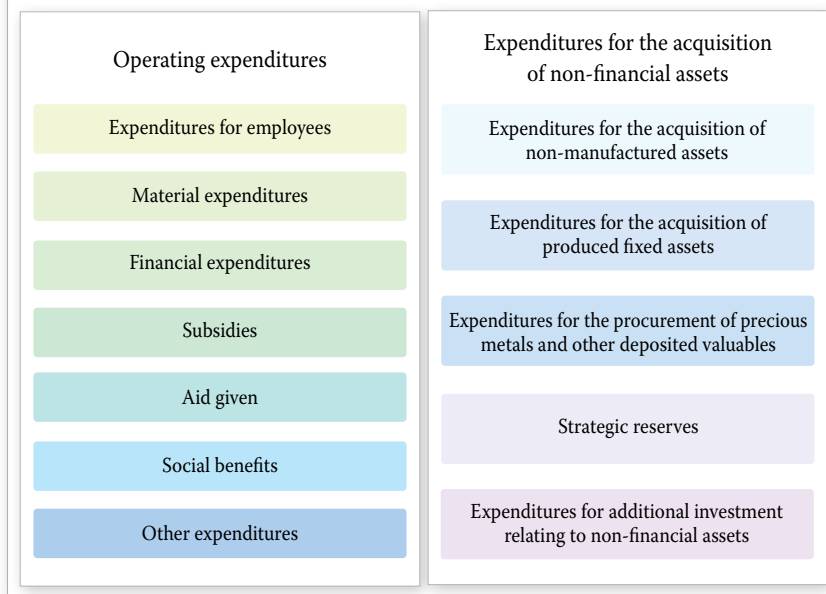 Operating expenditures
Expenditures for employees
Material expenditures
Financial expenditures
Subsidies
Aid given
Social benefits
Other expenditures
Expenditures for the acquisition
of non-financial assets
Expenditures for the acquisition of
non-manufactured assets
Expenditures for the acquisition of
produced fixed assets
Expenditures for the procurement of precious
metals and other deposited valuables
Strategic reserves
Expenditures for additional investment
relating to non-financial assets